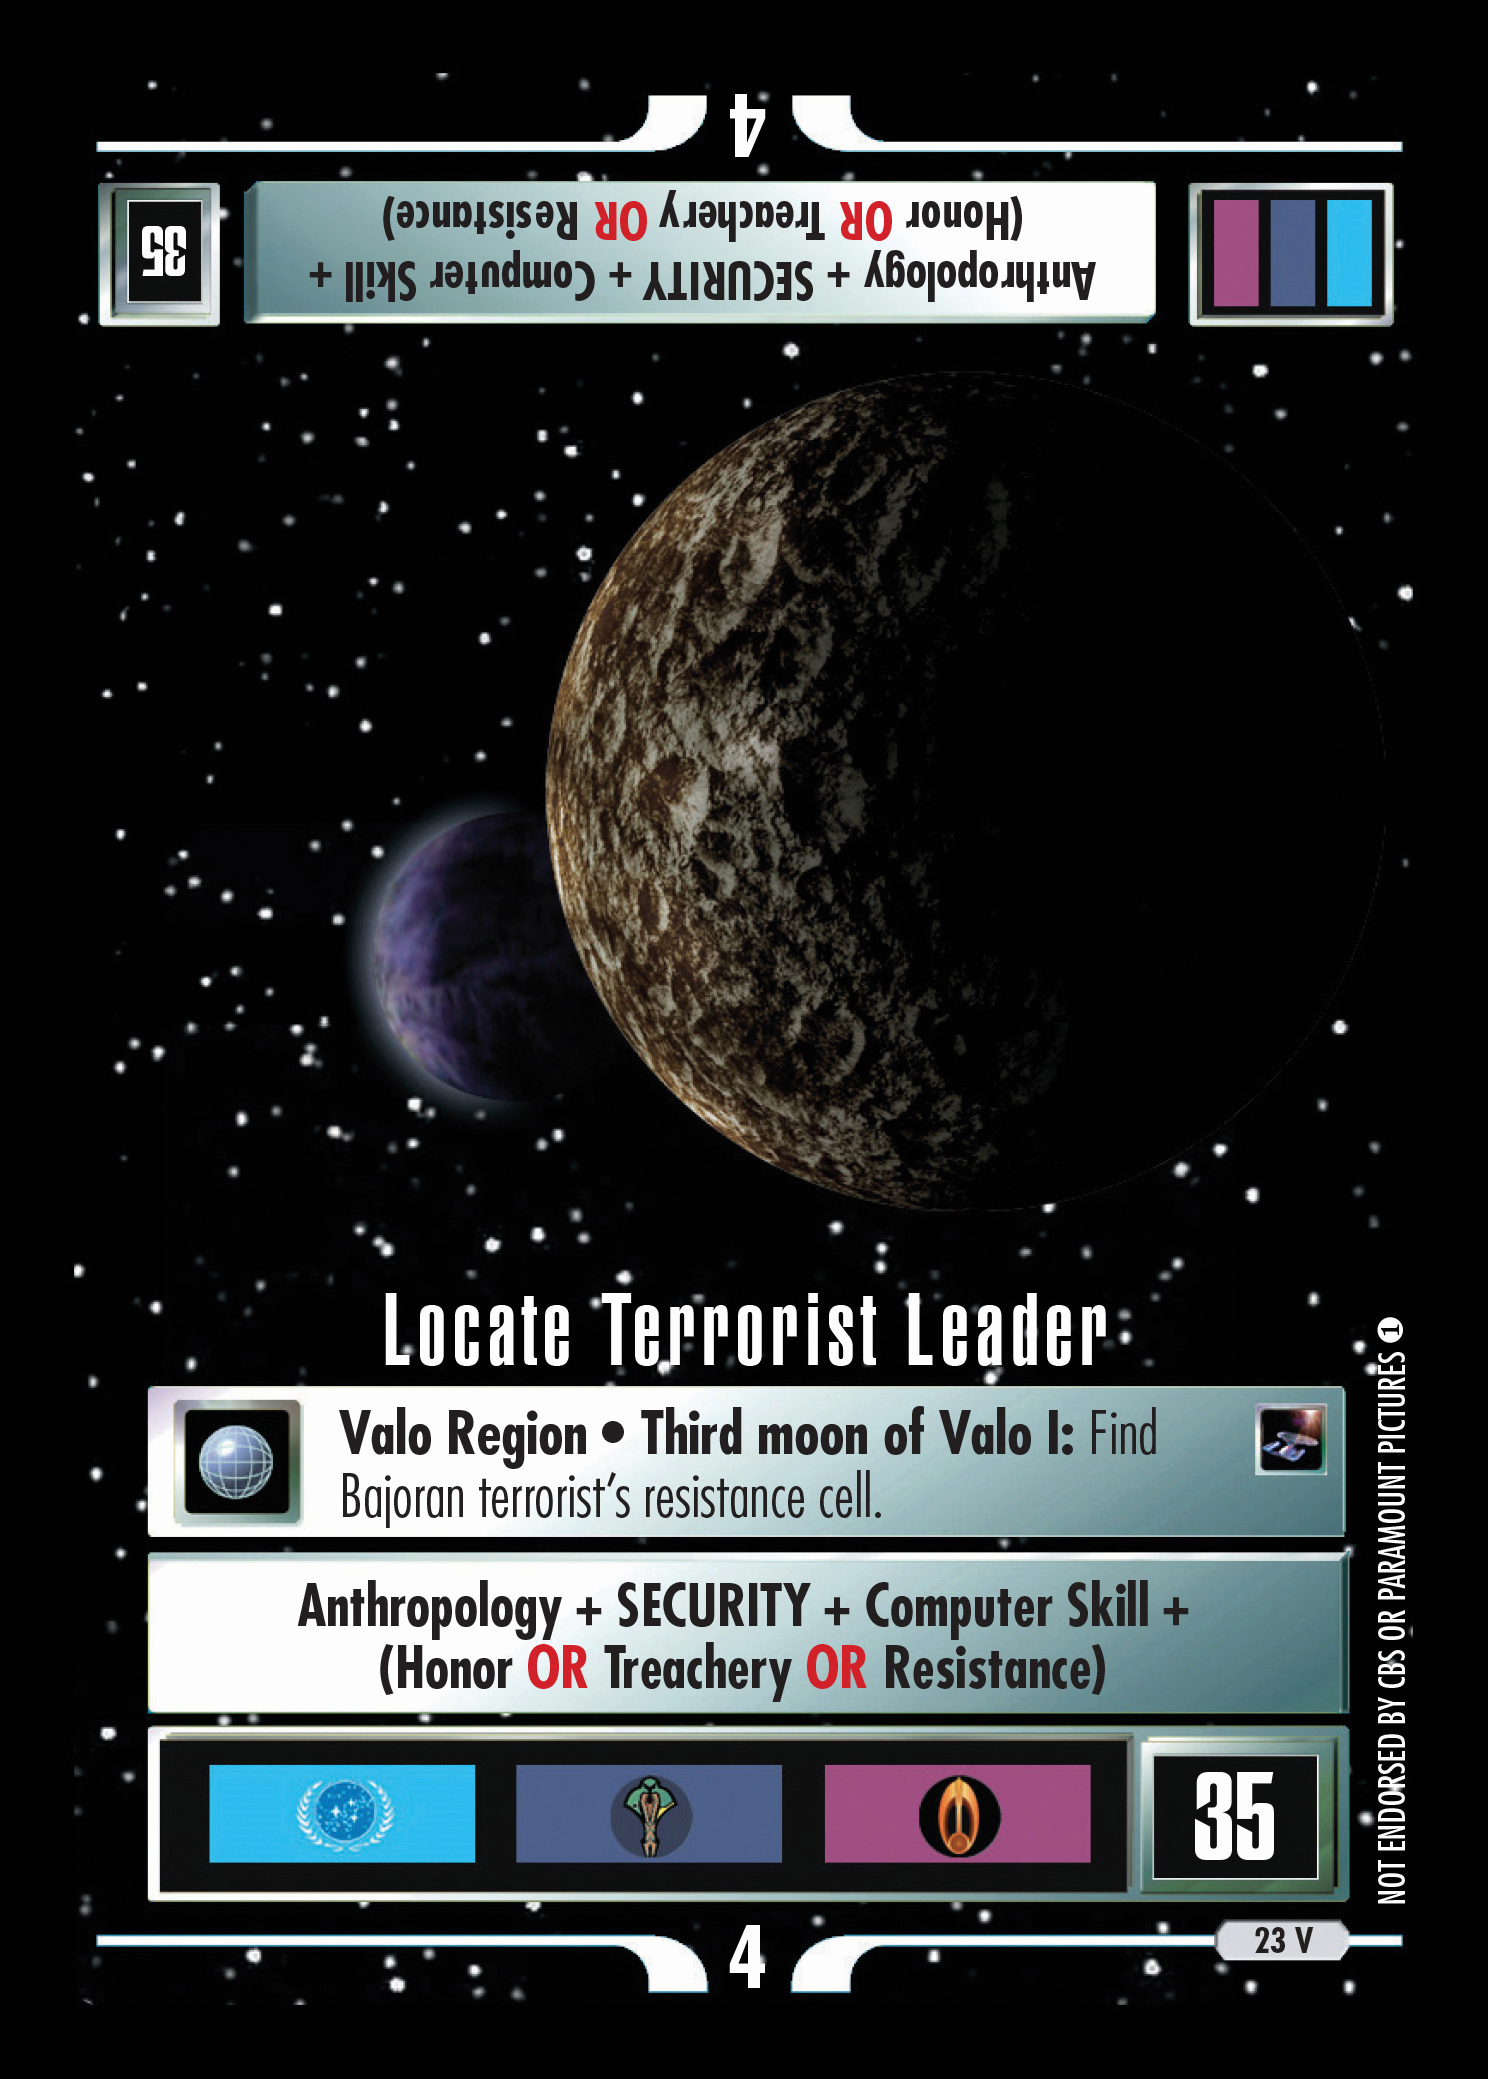 4
35
Anthropology + SECURITY + Computer Skill +
(Honor OR Treachery OR Resistance)
Locate Terrorist Leader
Valo Region • Third moon of Valo I: Find
Bajoran terrorist's resistance cell.
Anthropology + SECURITY + Computer Skill +
(Honor OR Treachery OR Resistance)
35
NOT ENDORSED BY CBS OR PARAMOUNT PICTURES 1
4
23 V